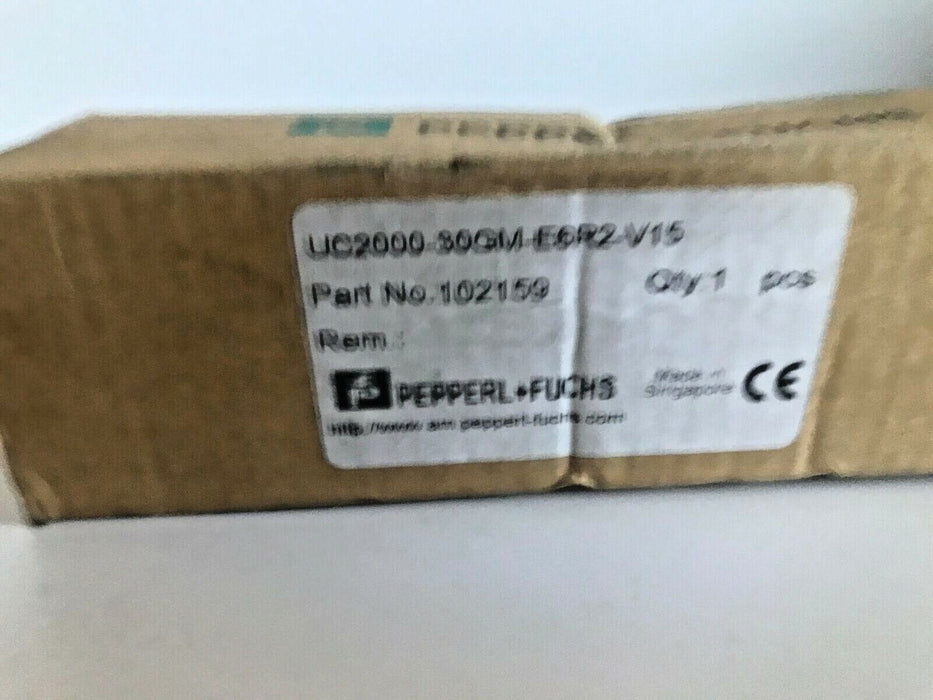 UC2000-30GM-E6R2-V15
Part No.102159 Qty 1 pcs
Rem.:
PEPPERL+FUCHS Made in Singapore CE
http://www.am.pepperl-fuchs.com